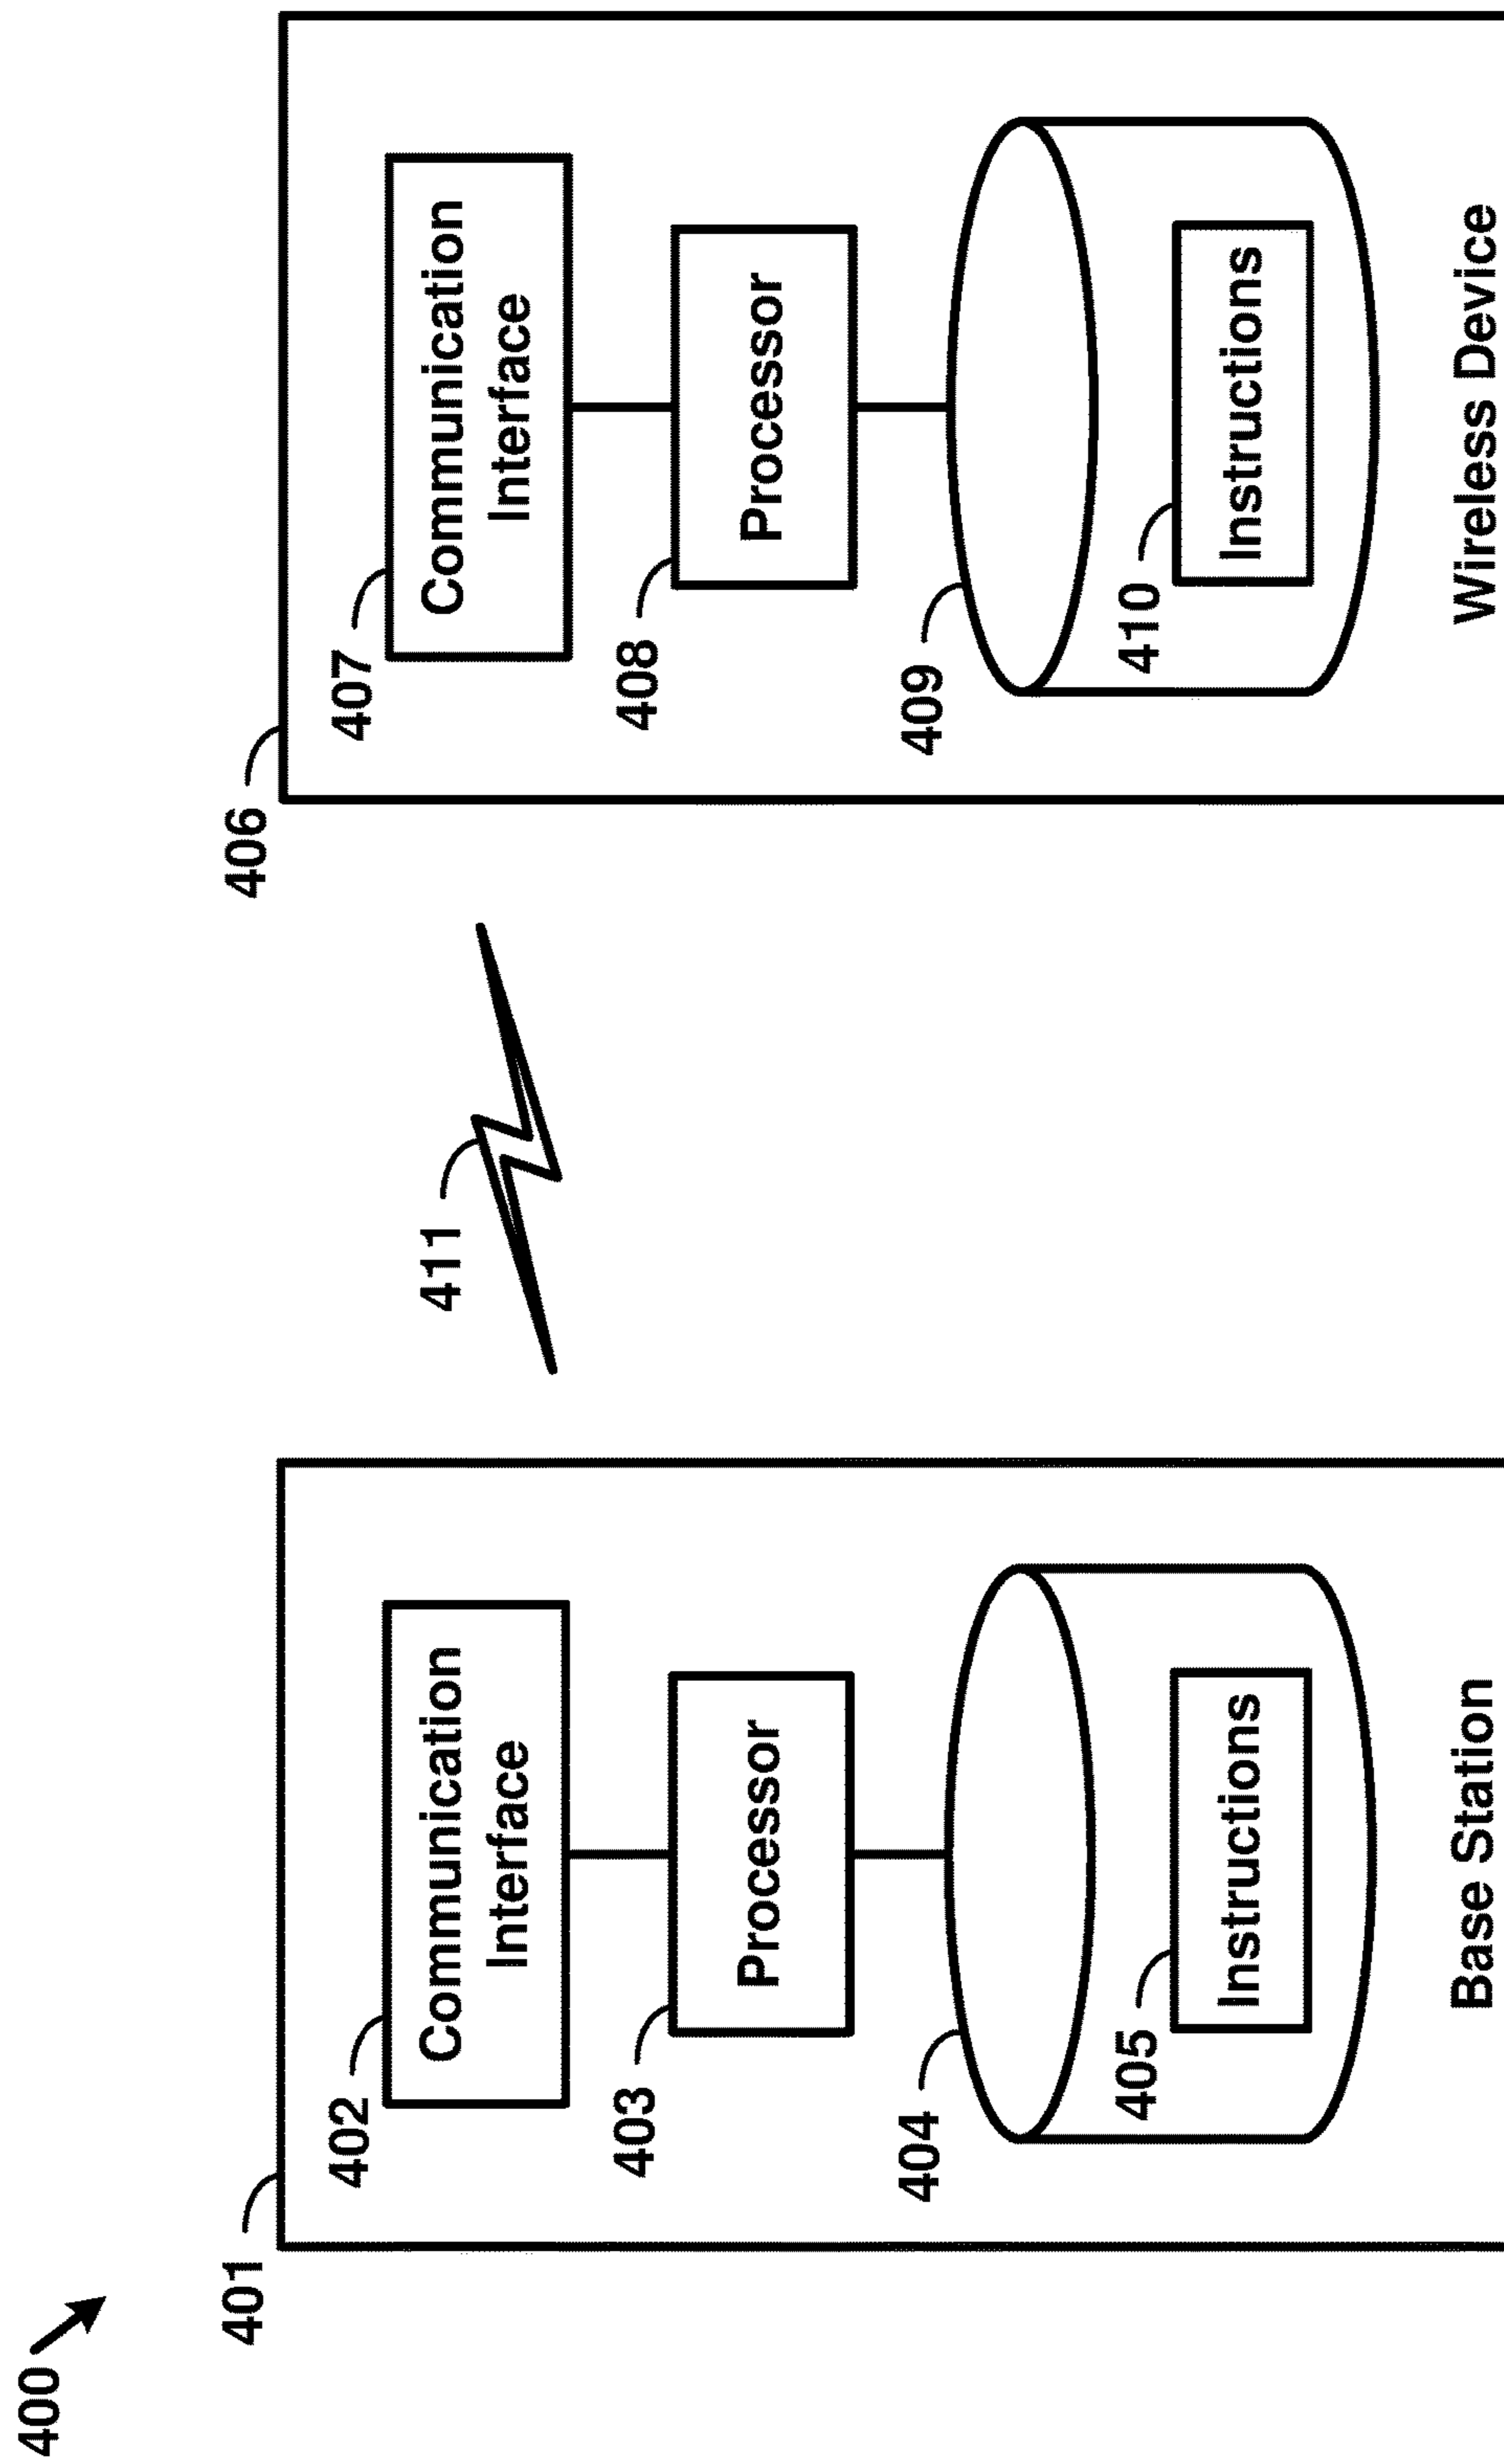 400
401
402
Communication
Interface
403
Processor
404
405
Instructions
Base Station
411
406
407
Communication
Interface
408
Processor
409
410
Instructions
Wireless Device